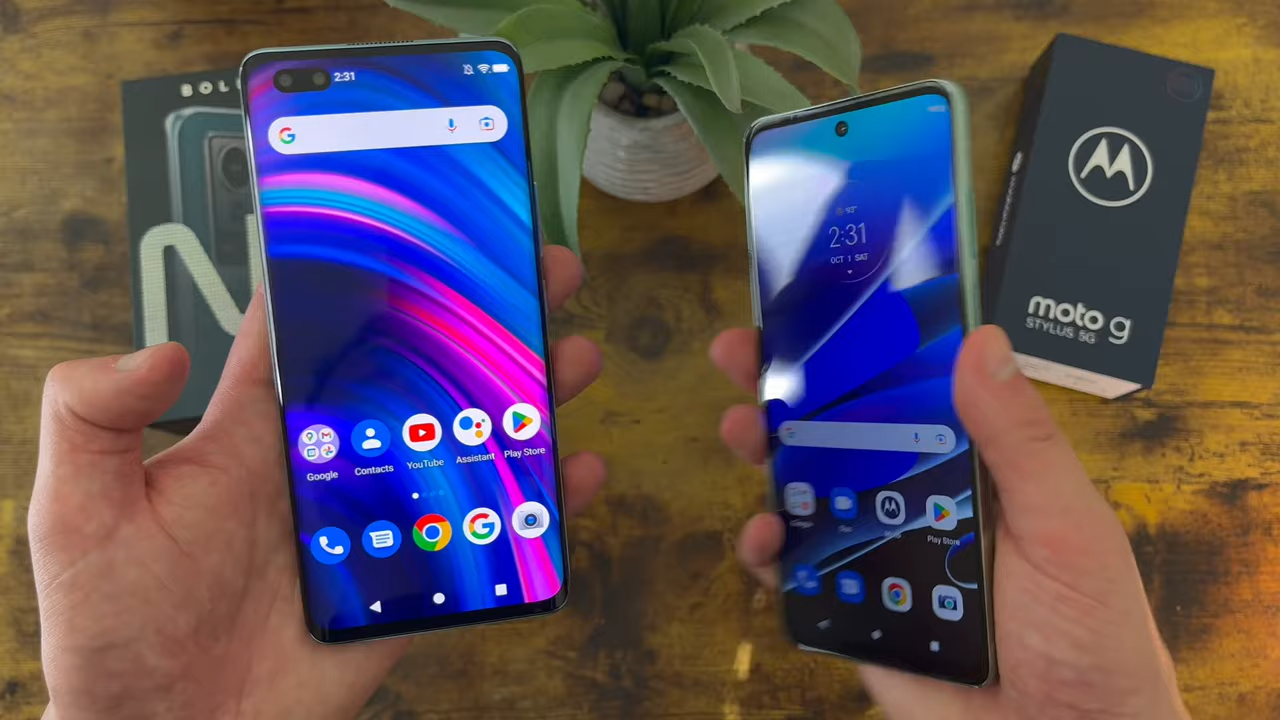 BOL
N
2:31
Google
Contacts
YouTube
Assistant
Play Store
93°
2:31
OCT 1 SAT
Play Store
moto g
STYLUS 5G